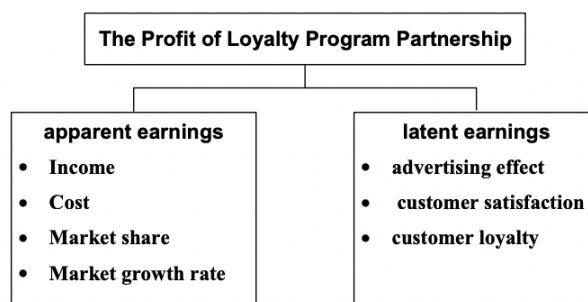 The Profit of Loyalty Program Partnership
apparent earnings
• Income
• Cost
• Market share
• Market growth rate
latent earnings
• advertising effect
• customer satisfaction
• customer loyalty